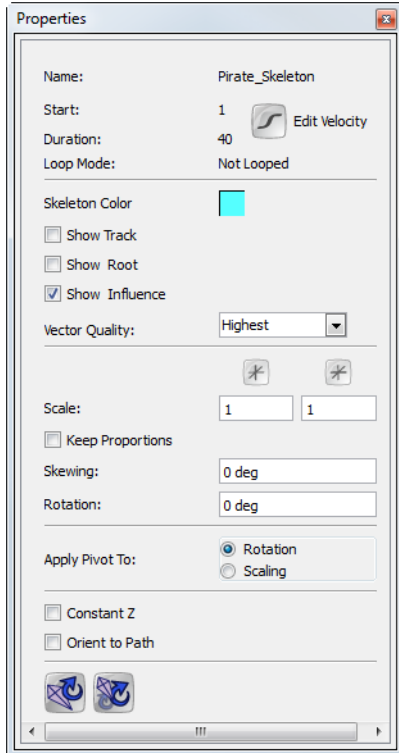 Properties
Name: Pirate_Skeleton
Start: 1
Edit Velocity
Duration: 40
Loop Mode: Not Looped
Skeleton Color
Show Track
Show Root
Show Influence
Vector Quality: Highest
Scale: 1 1
Keep Proportions
Skewing: 0 deg
Rotation: 0 deg
Apply Pivot To: Rotation
Scaling
Constant Z
Orient to Path